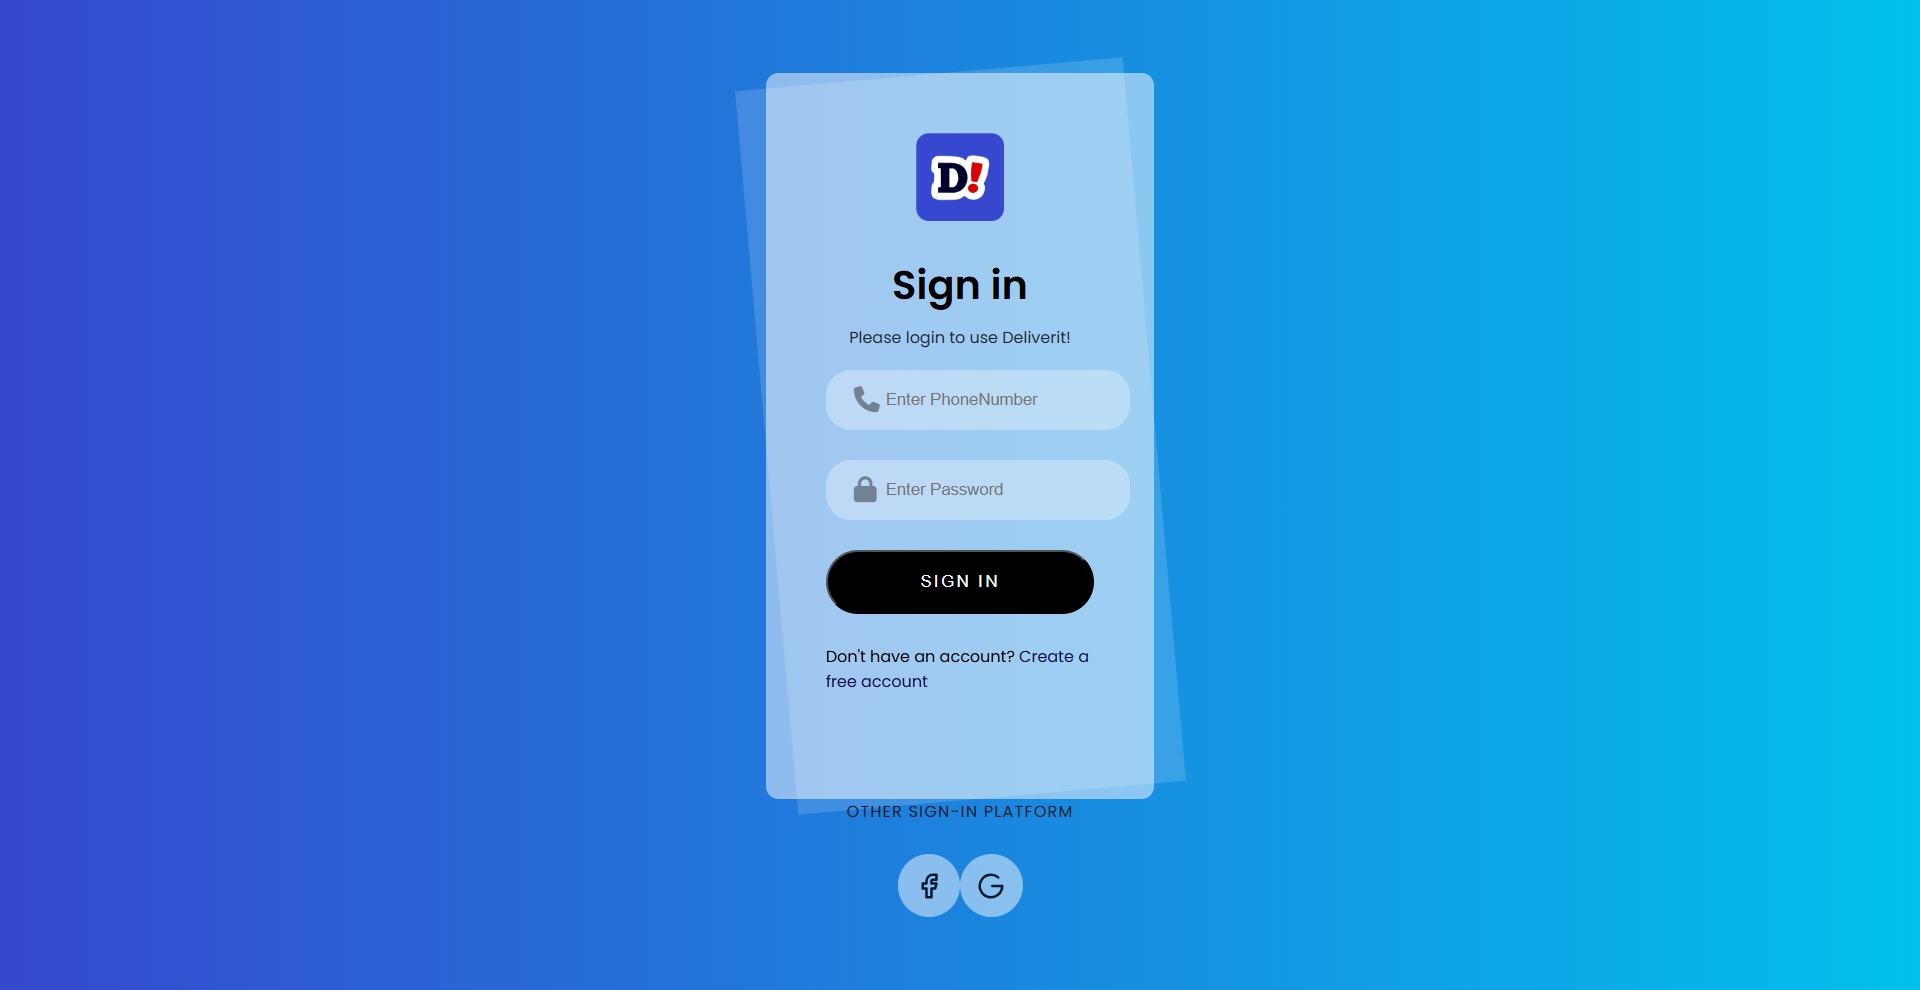 D!
Sign in
Please login to use Deliverit!
Enter PhoneNumber
Enter Password
SIGN IN
Don't have an account? Create a
free account
OTHER SIGN-IN PLATFORM